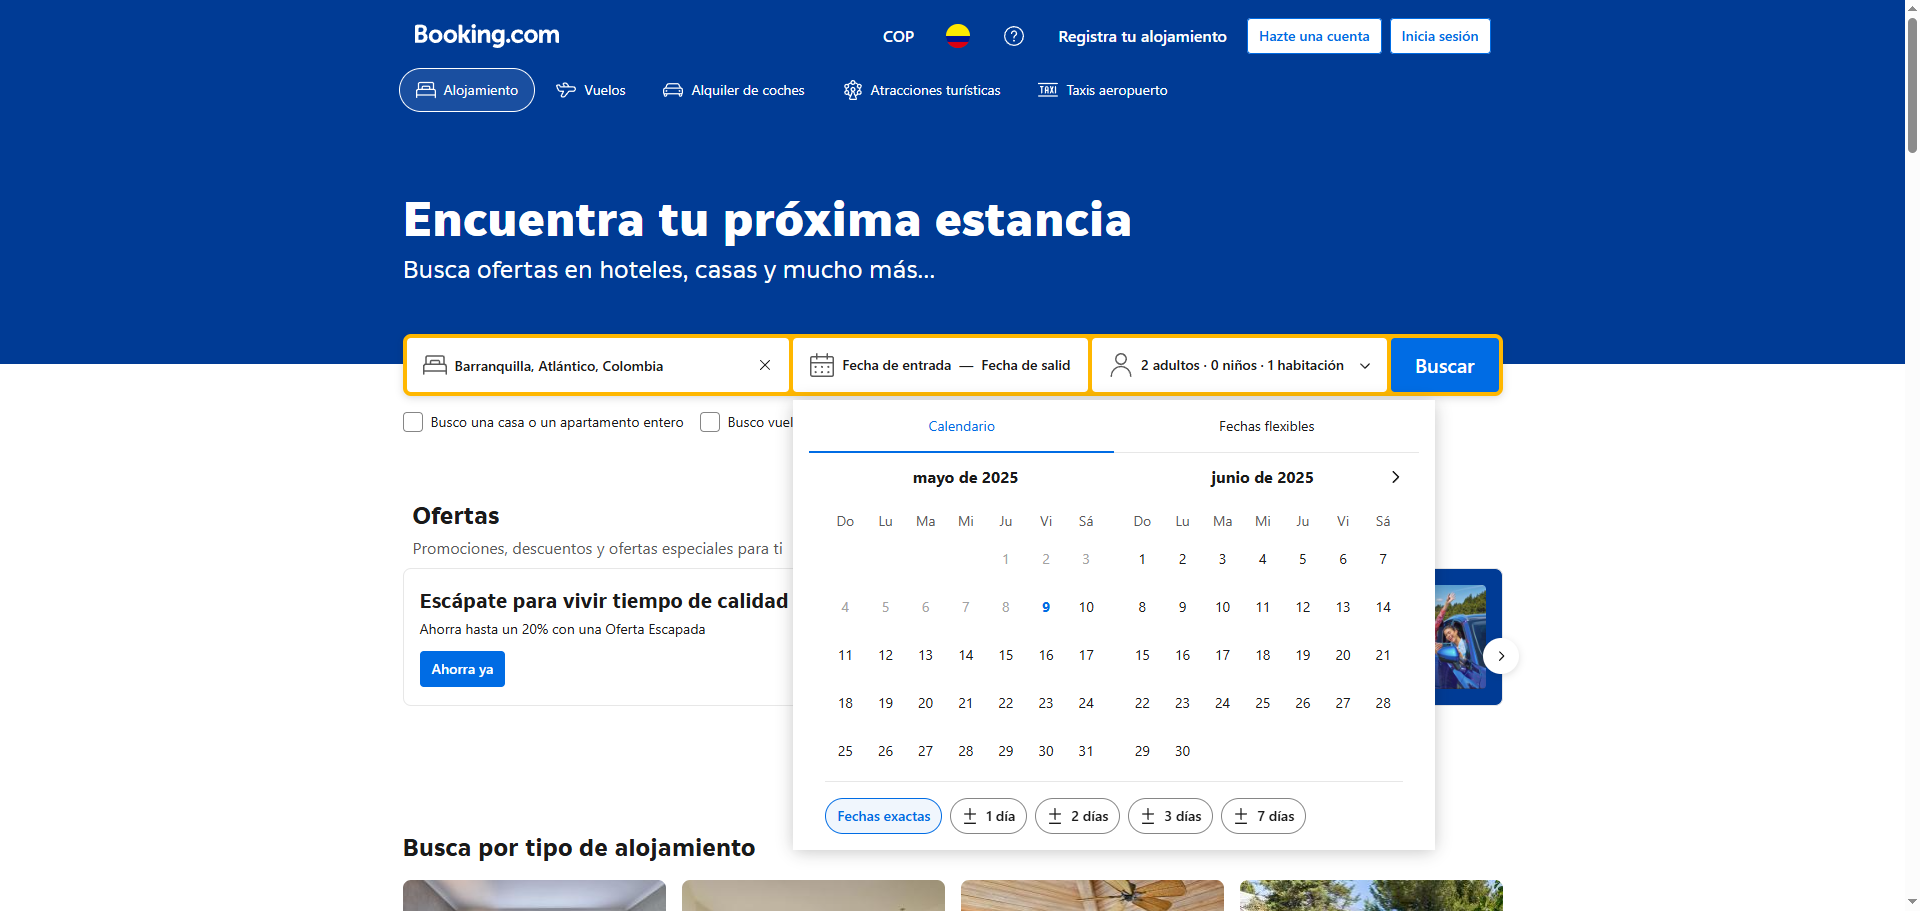 Booking.com
COP
Registra tu alojamiento
Hazte una cuenta
Inicia sesión
Alojamiento
Vuelos
Alquiler de coches
Atracciones turísticas
TAXI
Taxis aeropuerto
Encuentra tu próxima estancia
Busca ofertas en hoteles, casas y mucho más...
Barranquilla, Atlántico, Colombia
Fecha de entrada — Fecha de salid
2 adultos · 0 niños · 1 habitación
Buscar
Busco una casa o un apartamento entero
Busco vuel
Calendario
Fechas flexibles
mayo de 2025
Do Lu Ma Mi Ju Vi Sá
1 2 3
4 5 6 7 8 9 10
11 12 13 14 15 16 17
18 19 20 21 22 23 24
25 26 27 28 29 30 31
junio de 2025
Do Lu Ma Mi Ju Vi Sá
1 2 3 4 5 6 7
8 9 10 11 12 13 14
15 16 17 18 19 20 21
22 23 24 25 26 27 28
29 30
Fechas exactas
± 1 día
± 2 días
± 3 días
± 7 días
Ofertas
Promociones, descuentos y ofertas especiales para ti
Escápate para vivir tiempo de calidad
Ahorra hasta un 20% con una Oferta Escapada
Ahorra ya
Busca por tipo de alojamiento